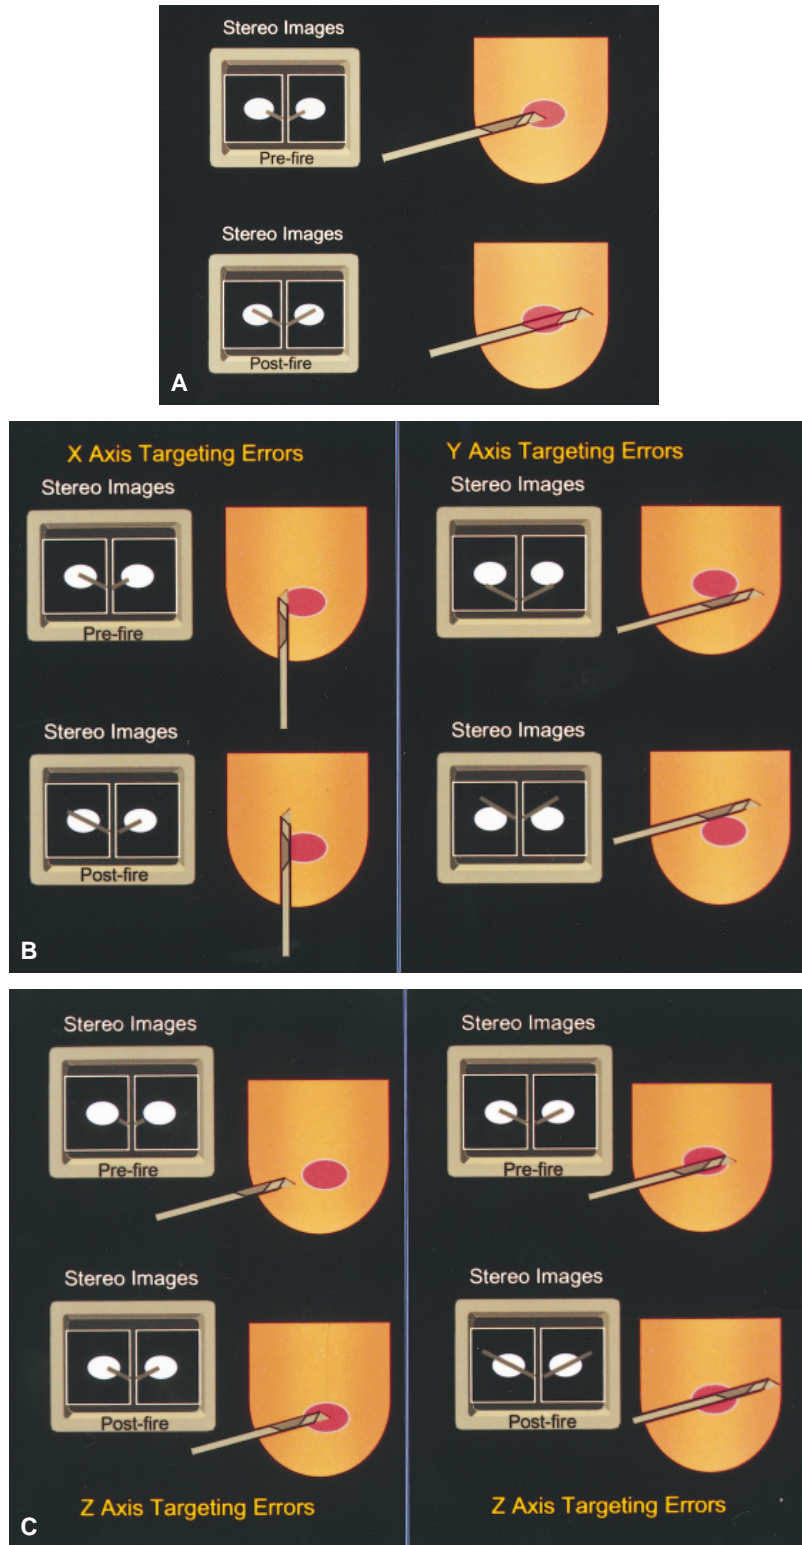 Stereo Images
Pre-fire
Stereo Images
Post-fire
A
X Axis Targeting Errors
Stereo Images
Pre-fire
Stereo Images
Post-fire
B
Y Axis Targeting Errors
Stereo Images
Stereo Images
Stereo Images
Pre-fire
Stereo Images
Post-fire
Z Axis Targeting Errors
C
Stereo Images
Pre-fire
Stereo Images
Post-fire
Z Axis Targeting Errors